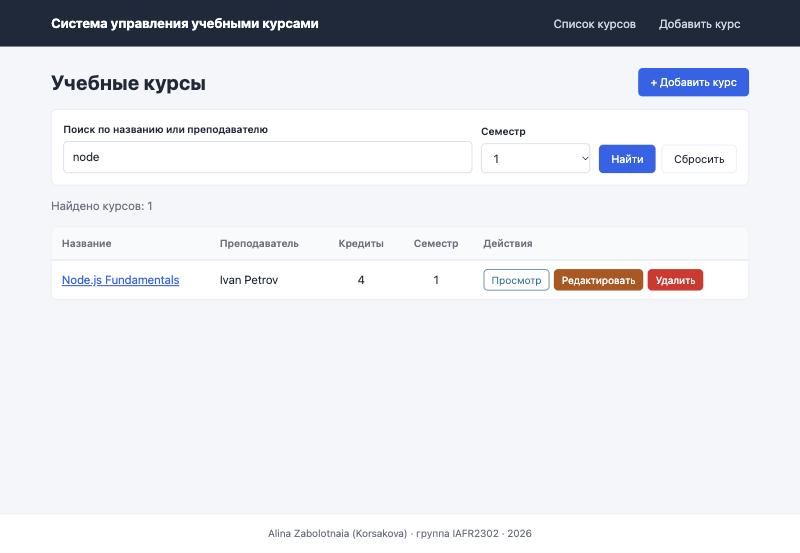 Система управления учебными курсами
Список курсов
Добавить курс
Учебные курсы
+ Добавить курс
Поиск по названию или преподавателю
Семестр
node
1
Найти
Сбросить
Найдено курсов: 1
Название Преподаватель Кредиты Семестр Действия
Node.js Fundamentals Ivan Petrov 4 1 Просмотр Редактировать Удалить
Alina Zabolotnaia (Korsakova) · группа IAFR2302 · 2026